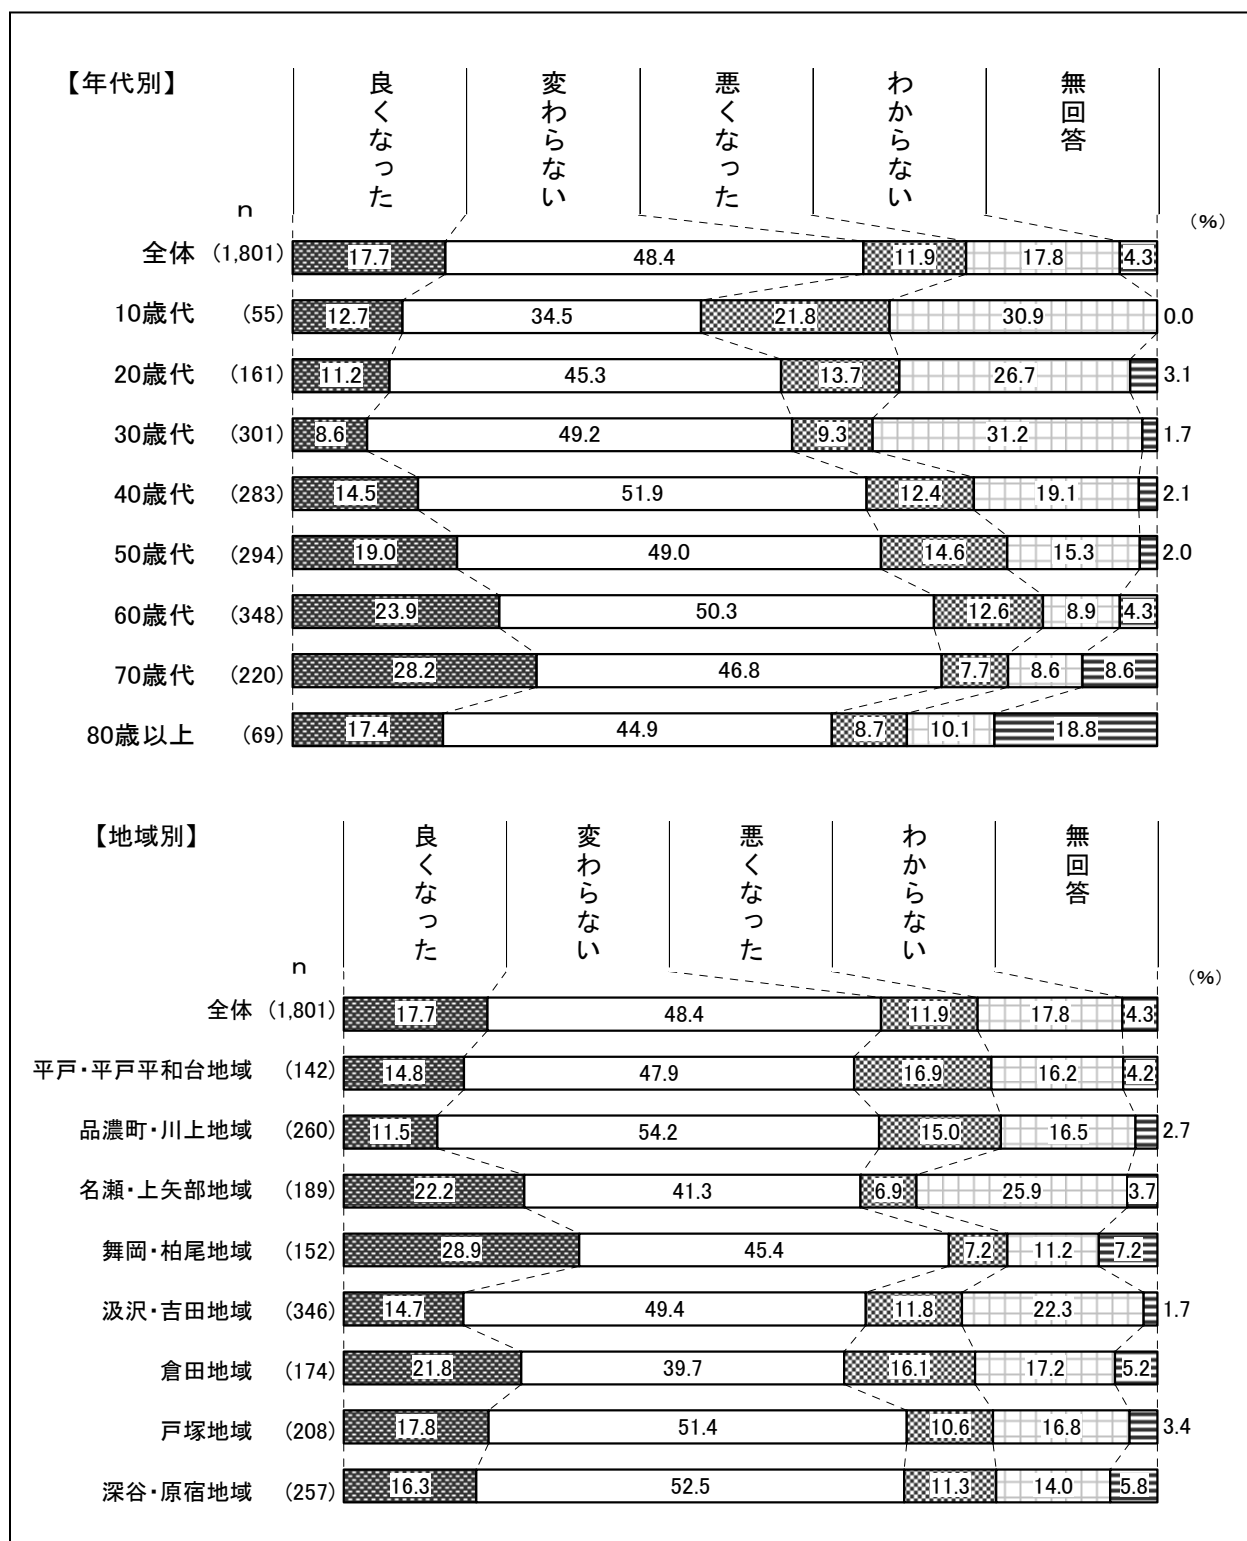 【年代別】
良くなった 変わらない 悪くなった わからない 無回答
n
(%)
全体 (1,801) 17.7 48.4 11.9 17.8 4.3
10歳代 (55) 12.7 34.5 21.8 30.9 0.0
20歳代 (161) 11.2 45.3 13.7 26.7 3.1
30歳代 (301) 8.6 49.2 9.3 31.2 1.7
40歳代 (283) 14.5 51.9 12.4 19.1 2.1
50歳代 (294) 19.0 49.0 14.6 15.3 2.0
60歳代 (348) 23.9 50.3 12.6 8.9 4.3
70歳代 (220) 28.2 46.8 7.7 8.6 8.6
80歳以上 (69) 17.4 44.9 8.7 10.1 18.8
【地域別】
良くなった 変わらない 悪くなった わからない 無回答
n
(%)
全体 (1,801) 17.7 48.4 11.9 17.8 4.3
平戸・平戸平和台地域 (142) 14.8 47.9 16.9 16.2 4.2
品濃町・川上地域 (260) 11.5 54.2 15.0 16.5 2.7
名瀬・上矢部地域 (189) 22.2 41.3 6.9 25.9 3.7
舞岡・柏尾地域 (152) 28.9 45.4 7.2 11.2 7.2
汲沢・吉田地域 (346) 14.7 49.4 11.8 22.3 1.7
倉田地域 (174) 21.8 39.7 16.1 17.2 5.2
戸塚地域 (208) 17.8 51.4 10.6 16.8 3.4
深谷・原宿地域 (257) 16.3 52.5 11.3 14.0 5.8